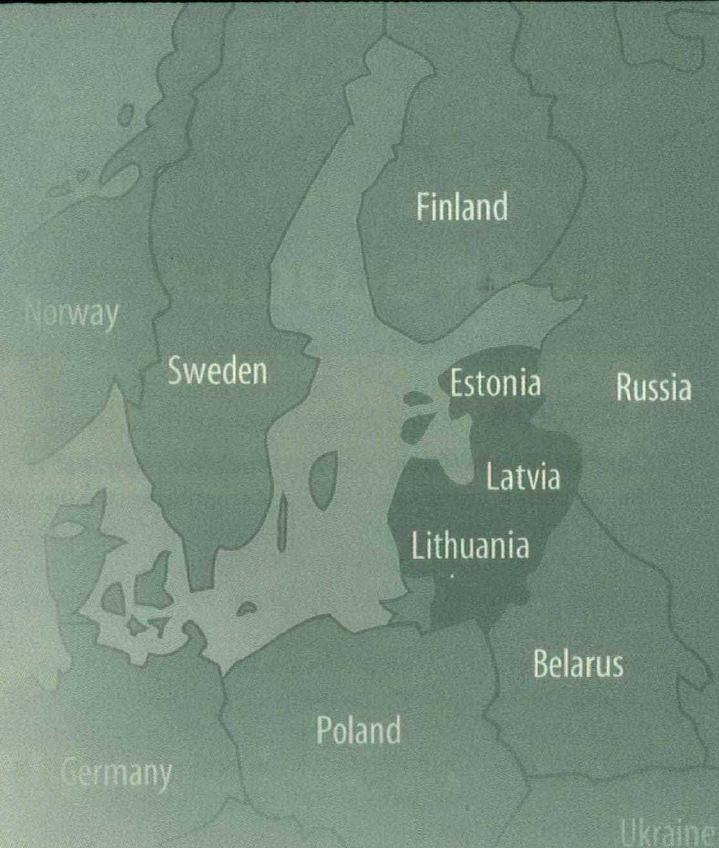 Finland
Norway
Sweden
Estonia
Russia
Latvia
Lithuania
Belarus
Poland
Germany
Ukraine